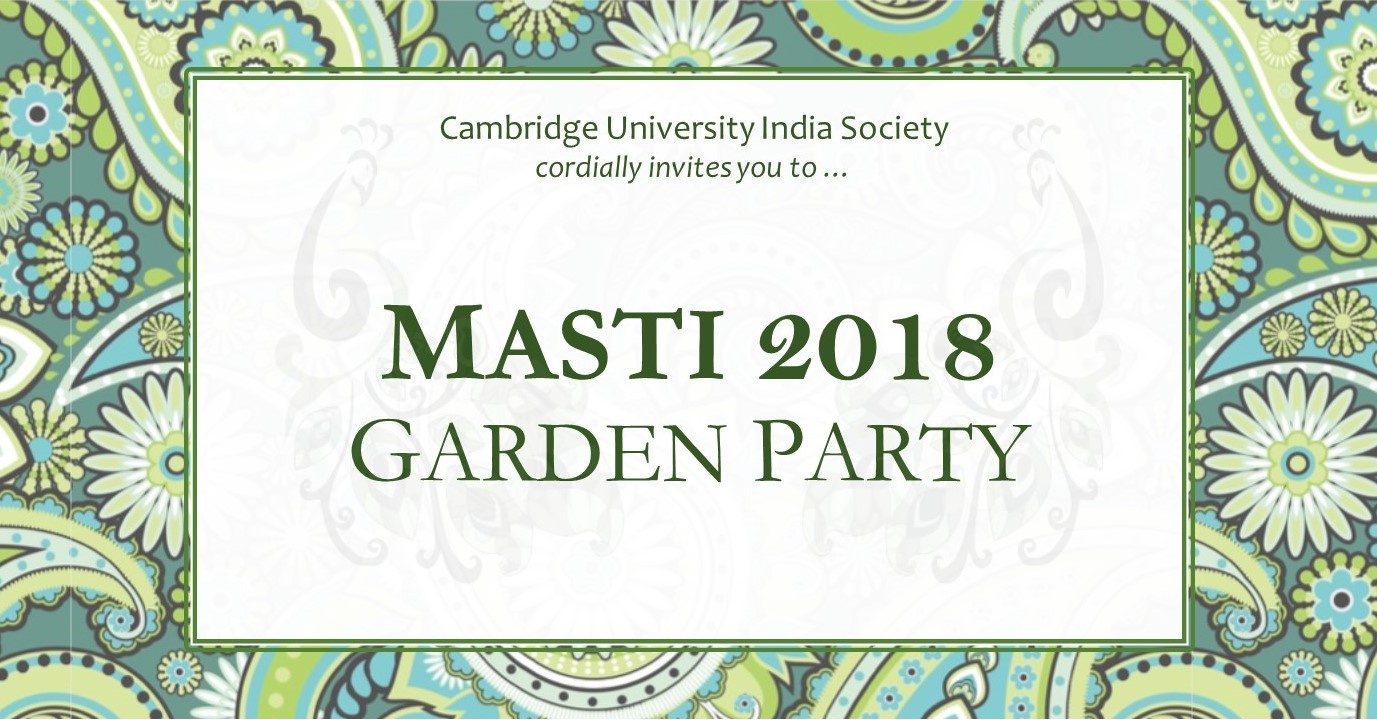 Cambridge University India Society
cordially invites you to ...
MASTI 2018
GARDEN PARTY